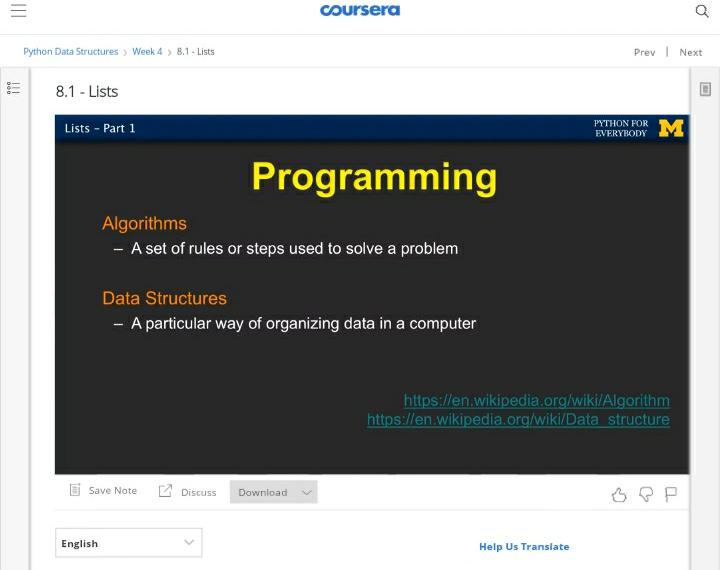 coursera
Python Data Structures > Week 4 > 8.1 - Lists
Prev | Next
8.1 - Lists
Lists – Part 1
PYTHON FOR
EVERYBODY
M
Programming
Algorithms
– A set of rules or steps used to solve a problem
Data Structures
– A particular way of organizing data in a computer
https://en.wikipedia.org/wiki/Algorithm
https://en.wikipedia.org/wiki/Data_structure
Save Note
Discuss
Download
English
Help Us Translate